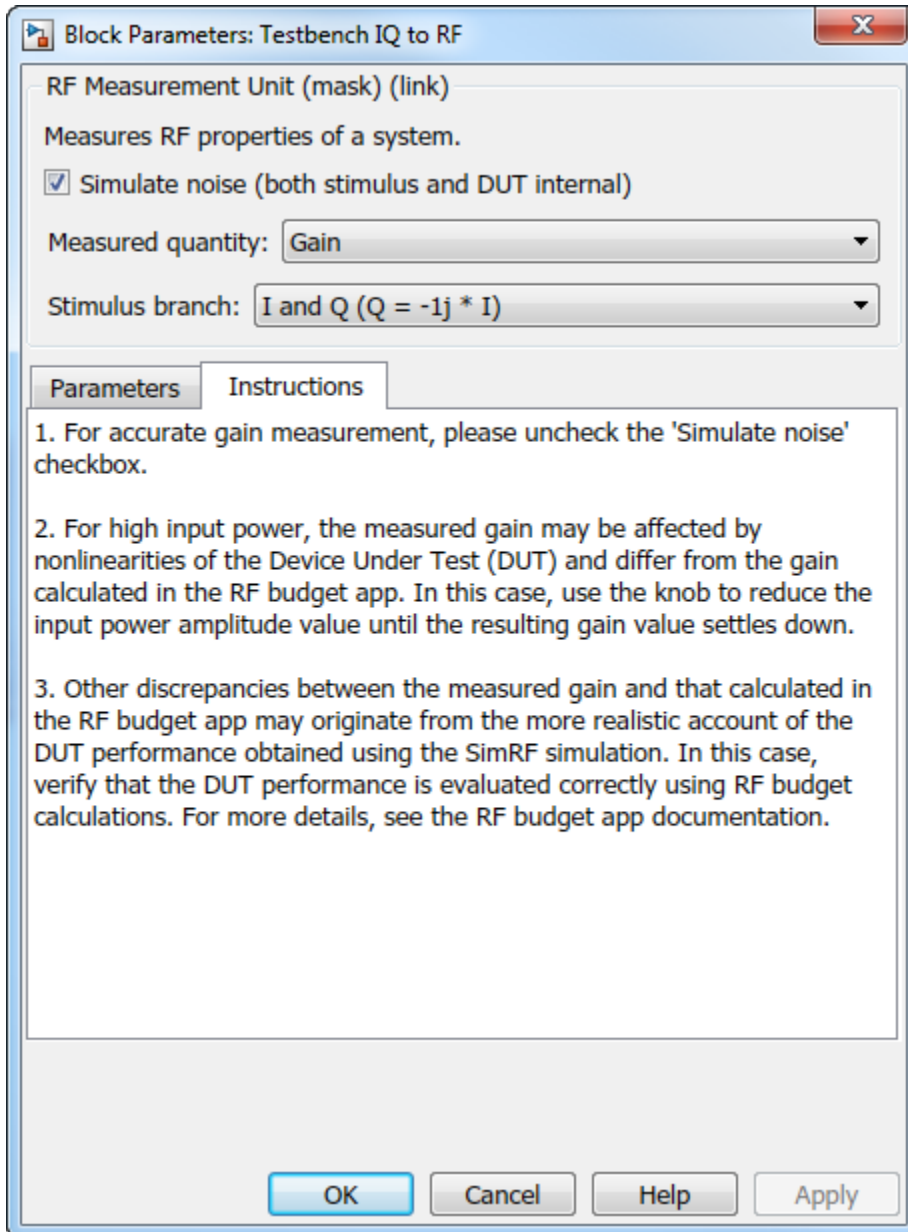 Block Parameters: Testbench IQ to RF
RF Measurement Unit (mask) (link)
Measures RF properties of a system.
Simulate noise (both stimulus and DUT internal)
Measured quantity: Gain
Stimulus branch: I and Q (Q = -1j * I)
Parameters Instructions
1. For accurate gain measurement, please uncheck the 'Simulate noise'
checkbox.
2. For high input power, the measured gain may be affected by
nonlinearities of the Device Under Test (DUT) and differ from the gain
calculated in the RF budget app. In this case, use the knob to reduce the
input power amplitude value until the resulting gain value settles down.
3. Other discrepancies between the measured gain and that calculated in
the RF budget app may originate from the more realistic account of the
DUT performance obtained using the SimRF simulation. In this case,
verify that the DUT performance is evaluated correctly using RF budget
calculations. For more details, see the RF budget app documentation.
OK Cancel Help Apply